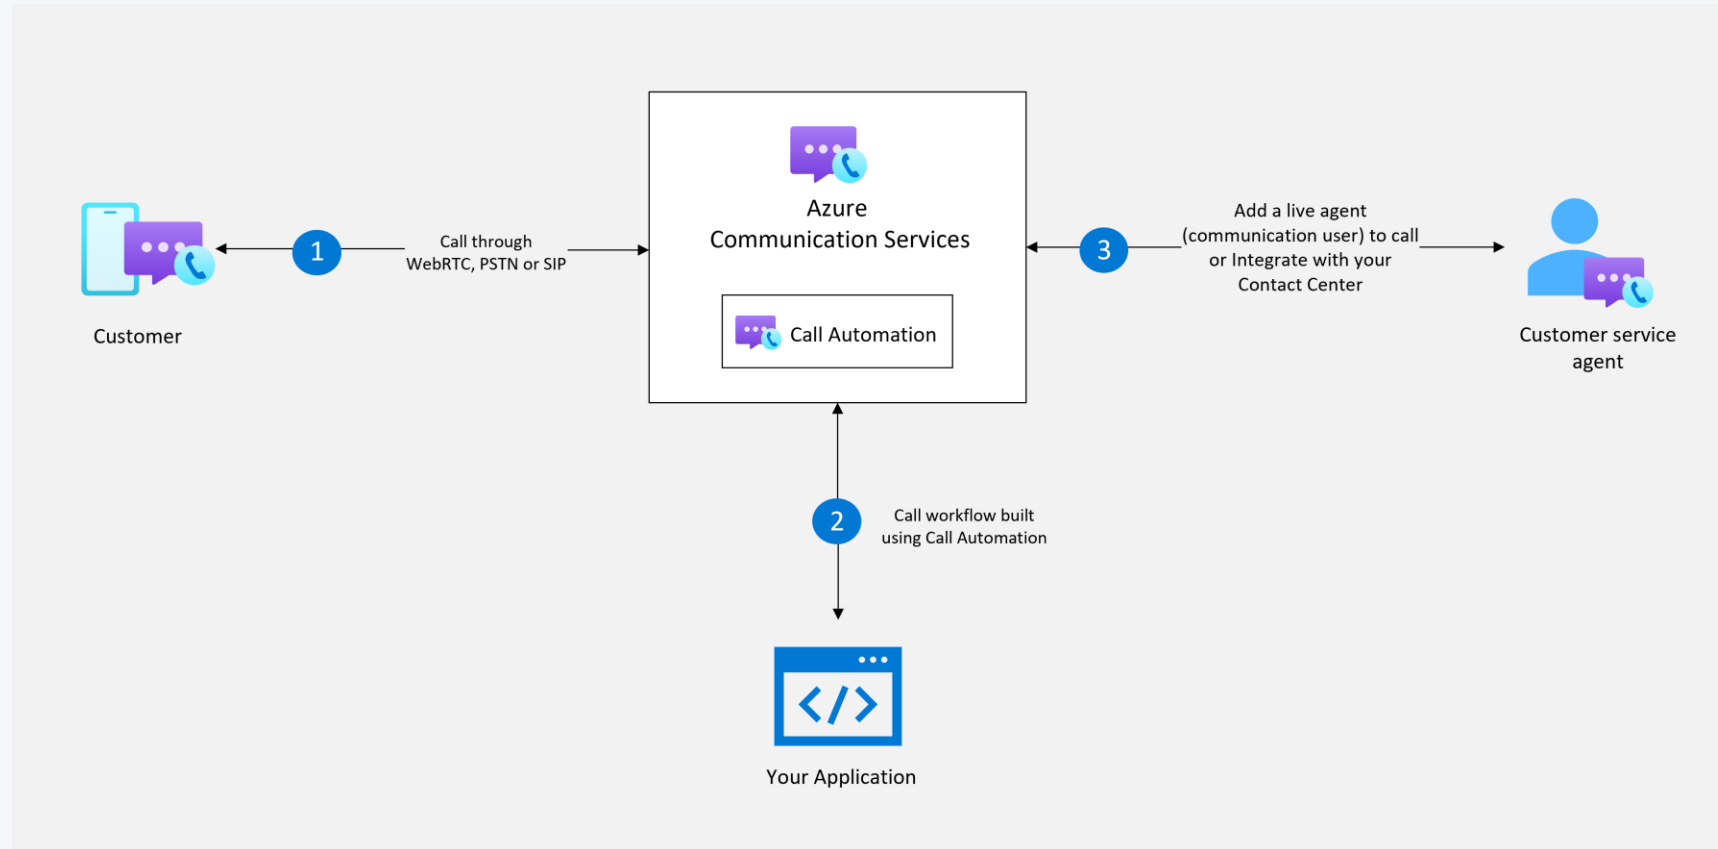 Azure
Communication Services
Call Automation
1
Call through
WebRTC, PSTN or SIP
Customer
3
Add a live agent
(communication user) to call
or Integrate with your
Contact Center
Customer service
agent
2
Call workflow built
using Call Automation
</>
Your Application